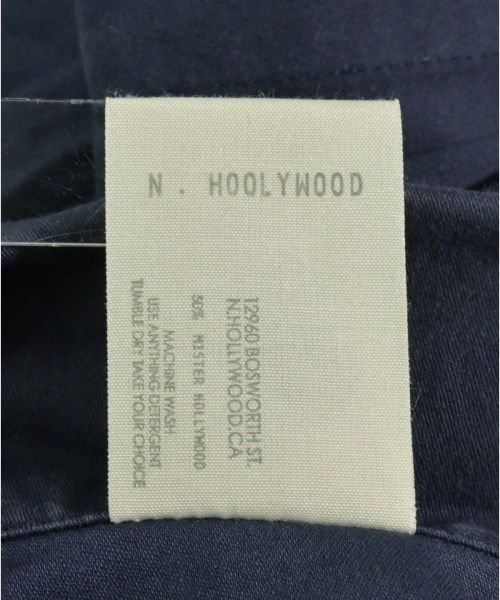 N . HOOLYWOOD
12960 BOSWORTH ST.
N.HOLLYWOOD.CA
50% MISTER HOLLYWOOD
MACHINE WASH
USE ANYTHING DETERGENT
TUMBLE DRY TAKE YOUR CHOICE